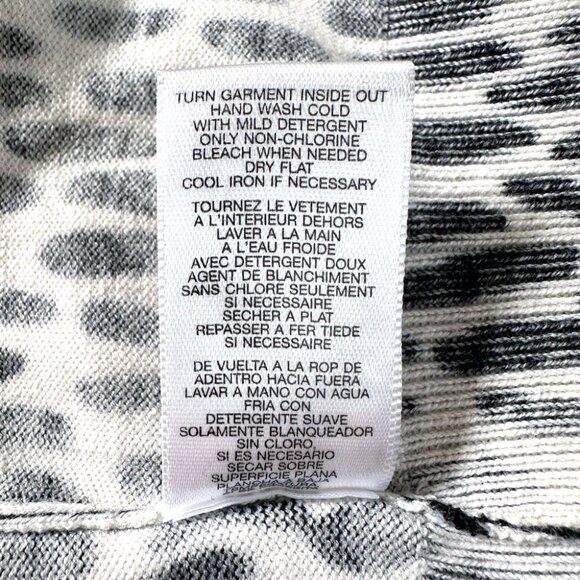 TURN GARMENT INSIDE OUT
HAND WASH COLD
WITH MILD DETERGENT
ONLY NON-CHLORINE
BLEACH WHEN NEEDED
DRY FLAT
COOL IRON IF NECESSARY
TOURNEZ LE VETEMENT
A L'INTERIEUR DEHORS
LAVER A LA MAIN
A L'EAU FROIDE
AVEC DETERGENT DOUX
AGENT DE BLANCHIMENT
SANS CHLORE SEULEMENT
SI NECESSAIRE
SECHER A PLAT
REPASSER A FER TIEDE
SI NECESSAIRE
DE VUELTA A LA ROP DE
ADENTRO HACIA FUERA
LAVAR A MANO CON AGUA
FRIA CON
DETERGENTE SUAVE
SOLAMENTE BLANQUEADOR
SIN CLORO
SI ES NECESARIO
SECAR SOBRE
SUPERFICIE PLANA